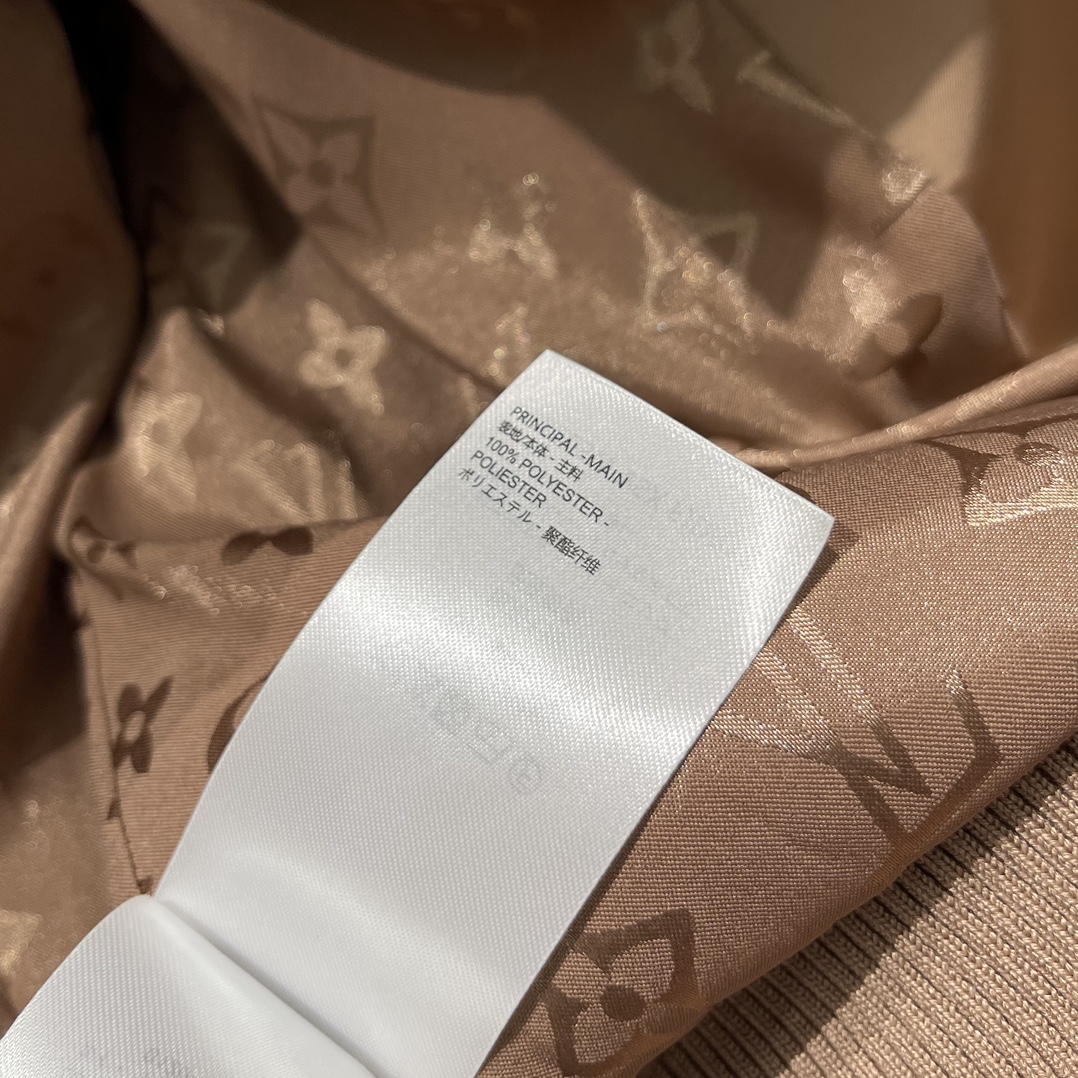 PRINCIPAL -MAIN
表地/本体 - 主料
100% POLYESTER -
POLIESTER
ポリエステル - 聚酯纤维